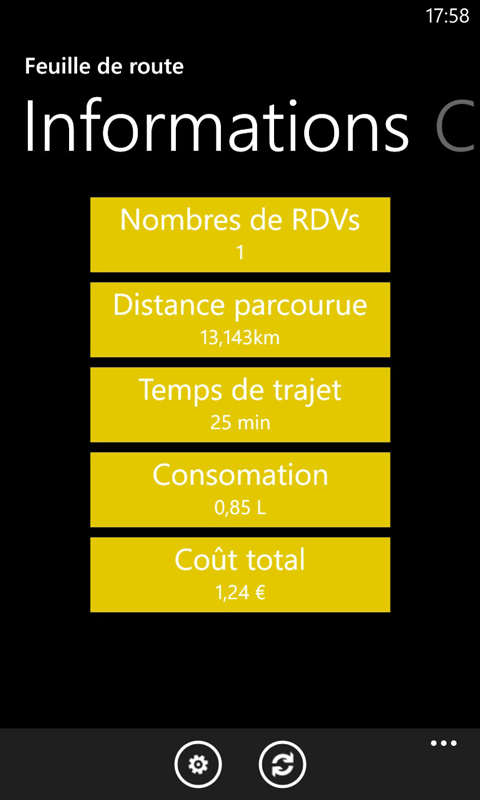 17:58
Feuille de route
Informations C
Nombres de RDVs
1
Distance parcourue
13,143km
Temps de trajet
25 min
Consomation
0,85 L
Coût total
1,24 €